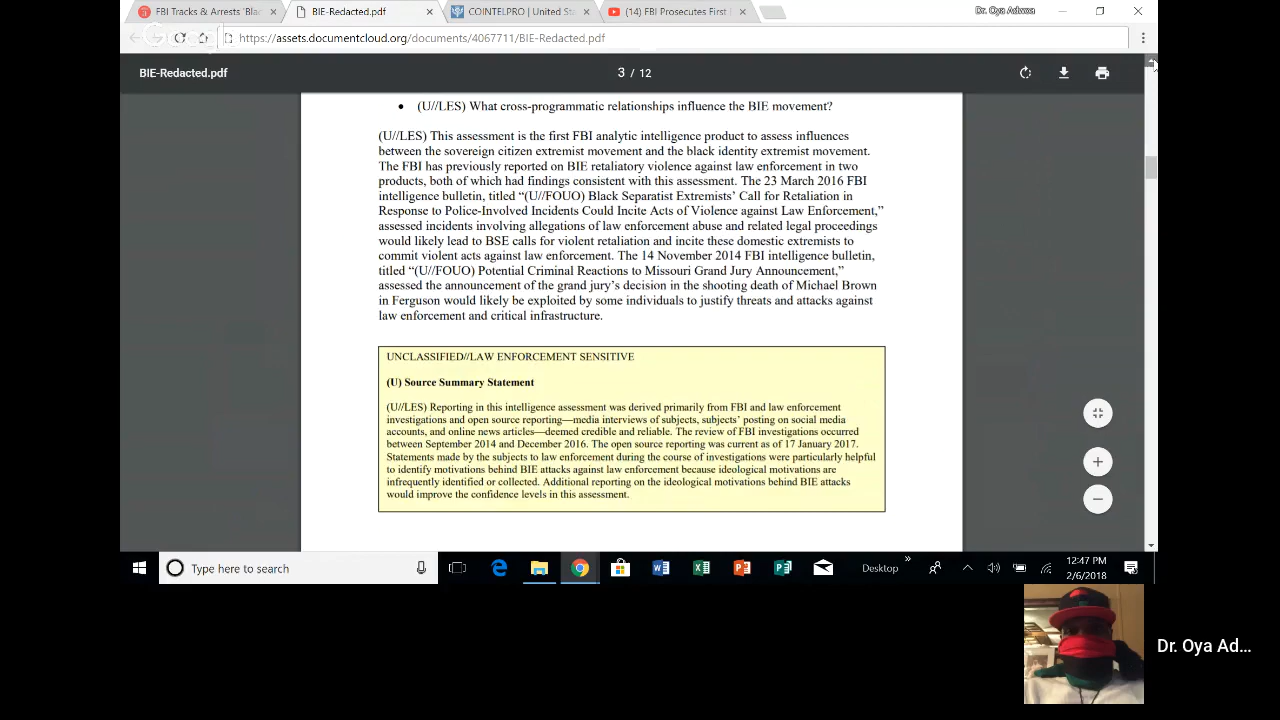 FBI Tracks & Arrests 'Bla
BIE-Redacted.pdf
COINTELPRO | United Sta
(14) FBI Prosecutes First
Dr. Oya Adwoa
https://assets.documentcloud.org/documents/4067711/BIE-Redacted.pdf
BIE-Redacted.pdf
3 / 12
• (U//LES) What cross-programmatic relationships influence the BIE movement?
(U//LES) This assessment is the first FBI analytic intelligence product to assess influences
between the sovereign citizen extremist movement and the black identity extremist movement.
The FBI has previously reported on BIE retaliatory violence against law enforcement in two
products, both of which had findings consistent with this assessment. The 23 March 2016 FBI
intelligence bulletin, titled “(U//FOUO) Black Separatist Extremists’ Call for Retaliation in
Response to Police-Involved Incidents Could Incite Acts of Violence against Law Enforcement,”
assessed incidents involving allegations of law enforcement abuse and related legal proceedings
would likely lead to BSE calls for violent retaliation and incite these domestic extremists to
commit violent acts against law enforcement. The 14 November 2014 FBI intelligence bulletin,
titled “(U//FOUO) Potential Criminal Reactions to Missouri Grand Jury Announcement,”
assessed the announcement of the grand jury’s decision in the shooting death of Michael Brown
in Ferguson would likely be exploited by some individuals to justify threats and attacks against
law enforcement and critical infrastructure.
UNCLASSIFIED//LAW ENFORCEMENT SENSITIVE
(U) Source Summary Statement
(U//LES) Reporting in this intelligence assessment was derived primarily from FBI and law enforcement
investigations and open source reporting—media interviews of subjects, subjects’ posting on social media
accounts, and online news articles—deemed credible and reliable. The review of FBI investigations occurred
between September 2014 and December 2016. The open source reporting was current as of 17 January 2017.
Statements made by the subjects to law enforcement during the course of investigations were particularly helpful
to identify motivations behind BIE attacks against law enforcement because ideological motivations are
infrequently identified or collected. Additional reporting on the ideological motivations behind BIE attacks
would improve the confidence levels in this assessment.
Type here to search
Desktop
12:47 PM
2/6/2018
Dr. Oya Ad...